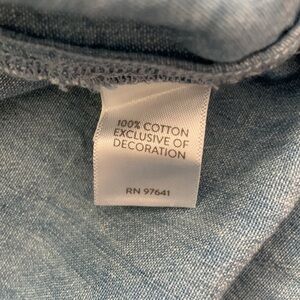 100% COTTON
EXCLUSIVE OF
DECORATION
RN 97641